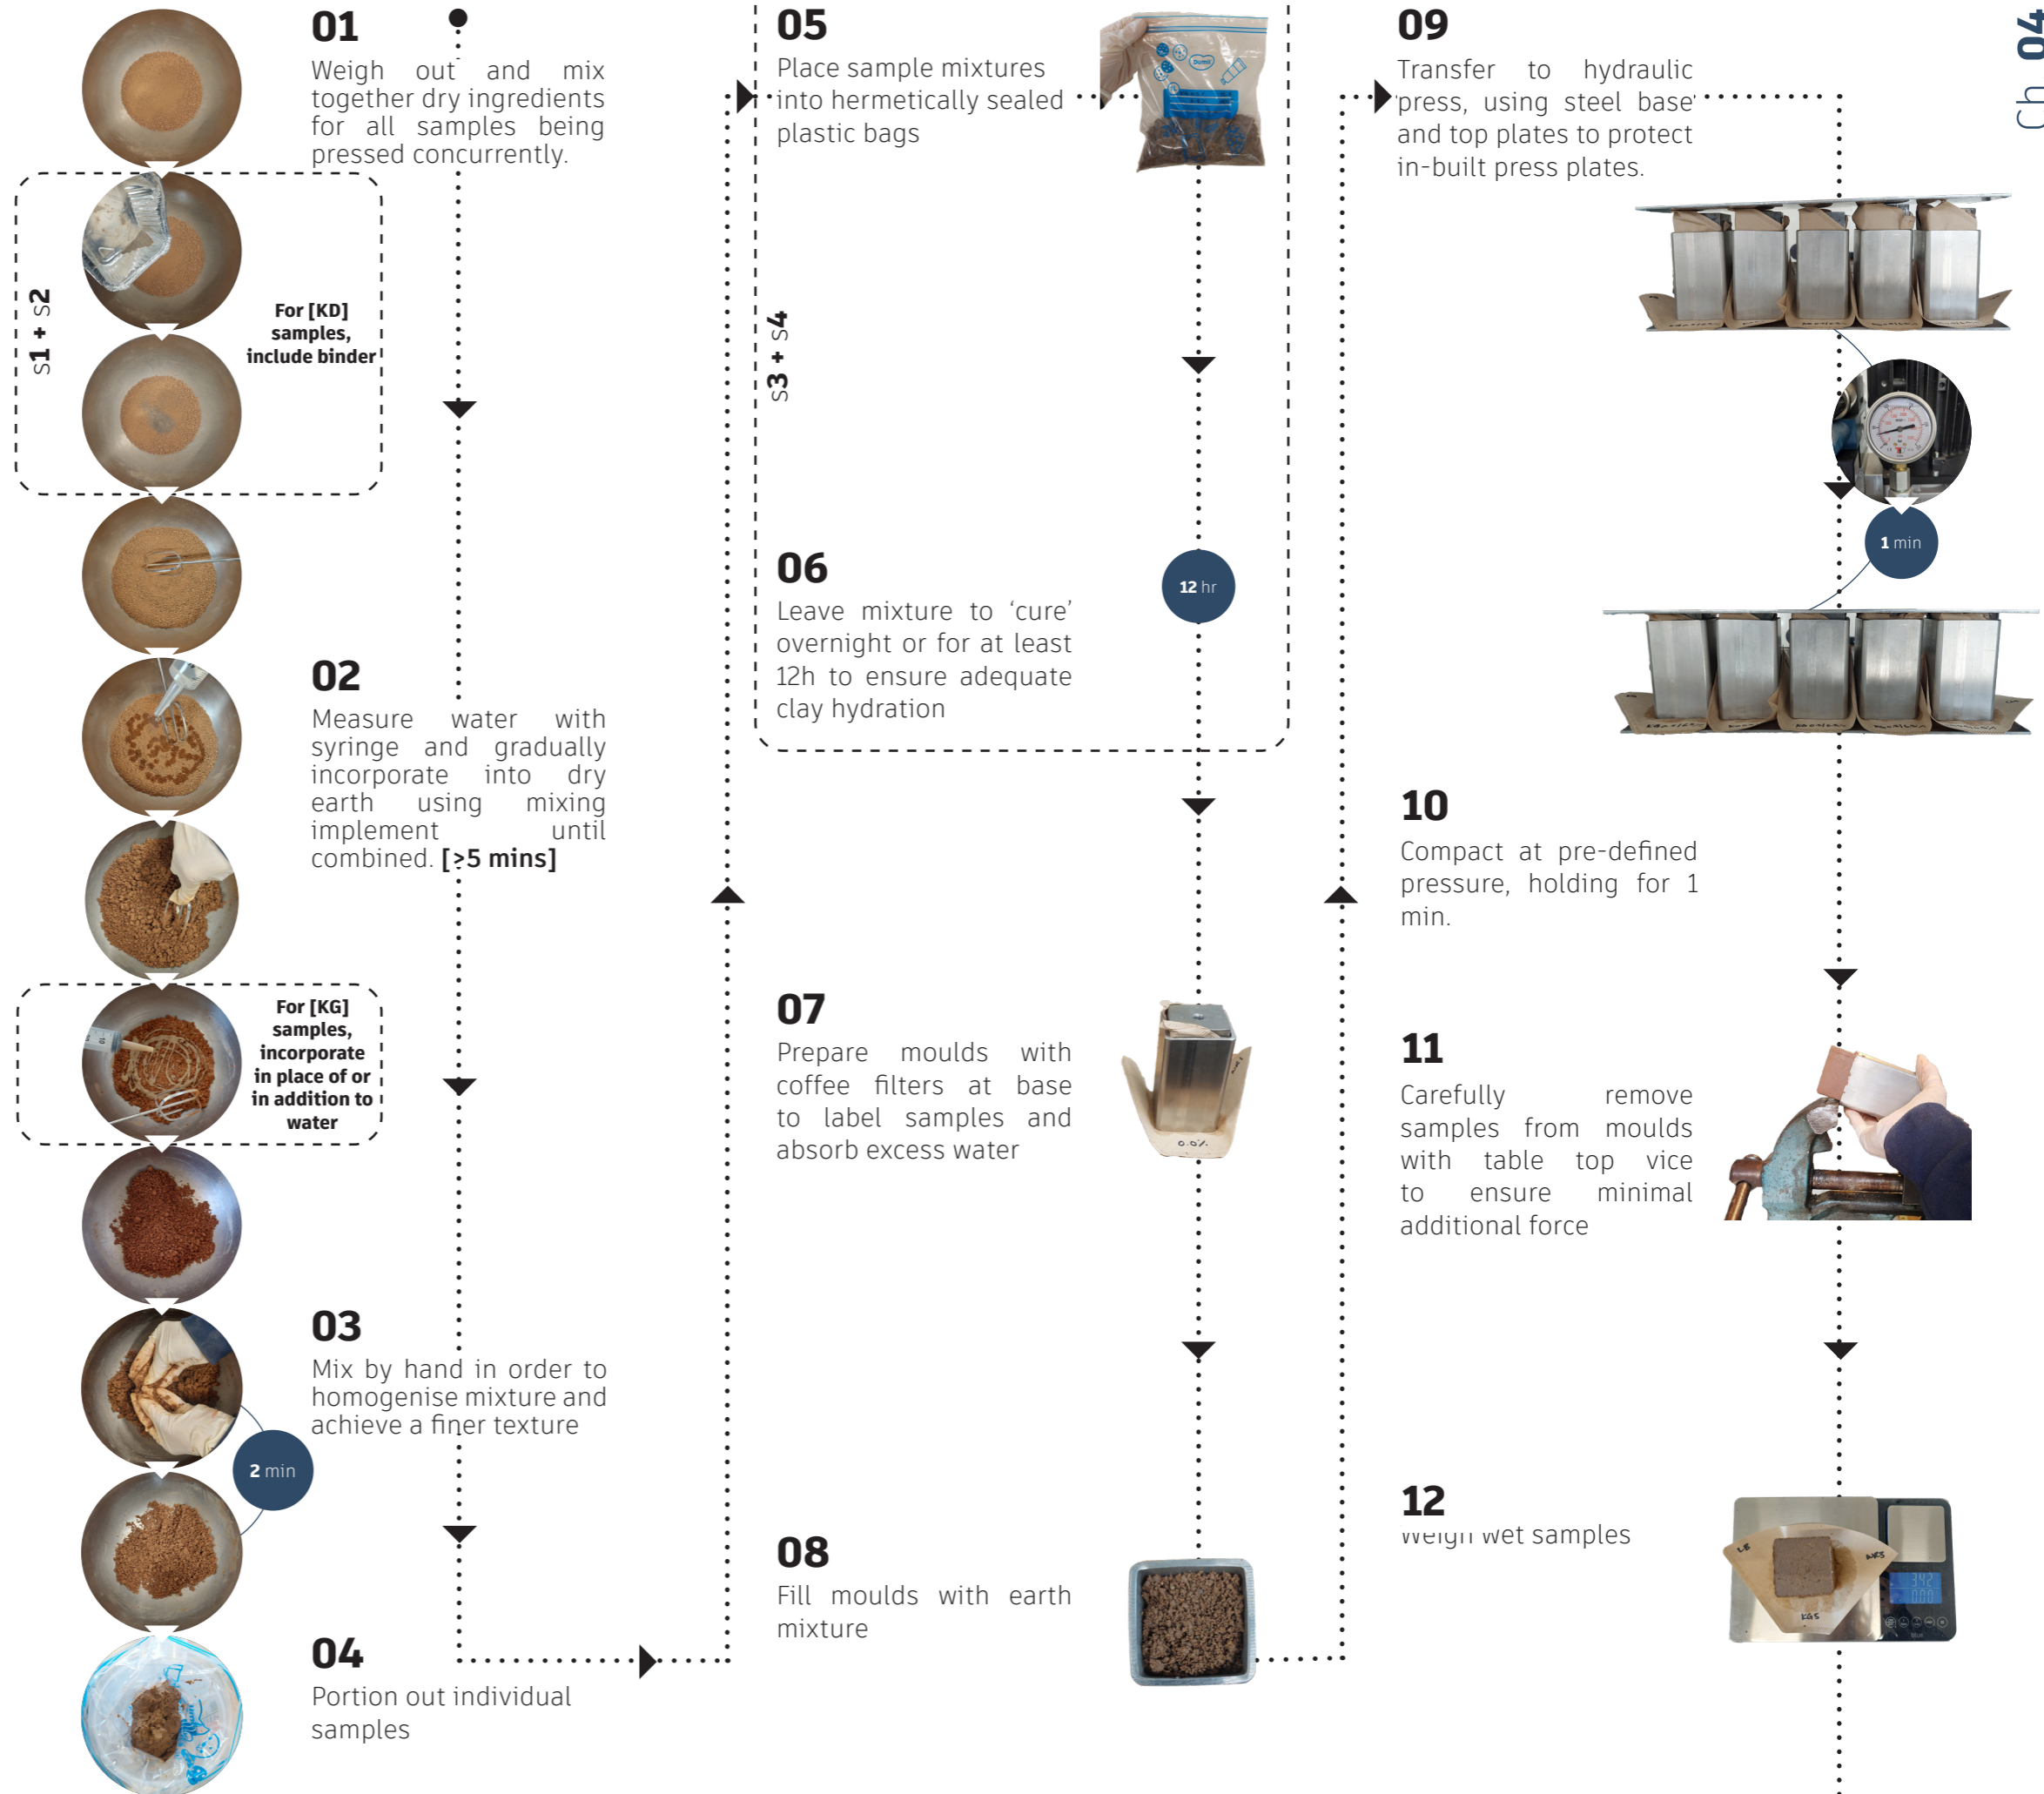 01
Weigh out and mix
together dry ingredients
for all samples being
pressed concurrently.
S1 + S2
For [KD]
samples,
include binder
02
Measure water with
syringe and gradually
incorporate into dry
earth using mixing
implement until
combined. [>5 mins]
For [KG]
samples,
incorporate
in place of or
in addition to
water
03
Mix by hand in order to
homogenise mixture and
achieve a finer texture
2 min
04
Portion out individual
samples
05
Place sample mixtures
into hermetically sealed
plastic bags
S3 + S4
06
Leave mixture to ‘cure’
overnight or for at least
12h to ensure adequate
clay hydration
12 hr
07
Prepare moulds with
coffee filters at base
to label samples and
absorb excess water
0.0%
08
Fill moulds with earth
mixture
09
Transfer to hydraulic
press, using steel base
and top plates to protect
in-built press plates.
1 min
10
Compact at pre-defined
pressure, holding for 1
min.
11
Carefully remove
samples from moulds
with table top vice
to ensure minimal
additional force
12
Weigh wet samples
KG5
342
0.00
Ch 04